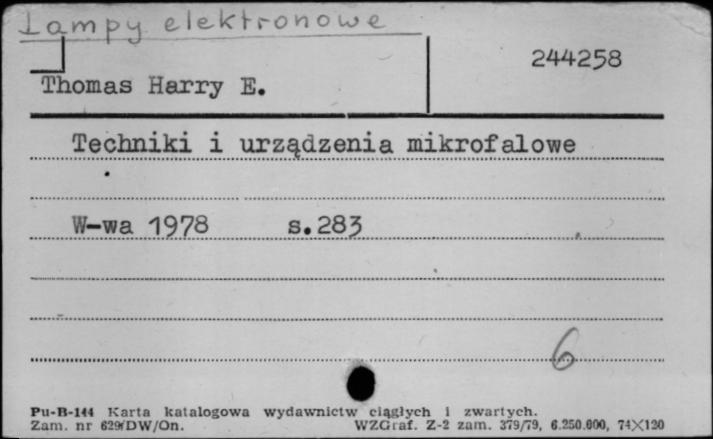 Lampy elektronowe
244258
Thomas Harry E.
Techniki i urządzenia mikrofalowe
W-wa 1978 s.283
6
Pu-B-144 Karta katalogowa wydawnictw ciągłych i zwartych.
Zam. nr 629/DW/On. WZGraf. Z-2 zam. 379/79, 6.250.000, 74X120